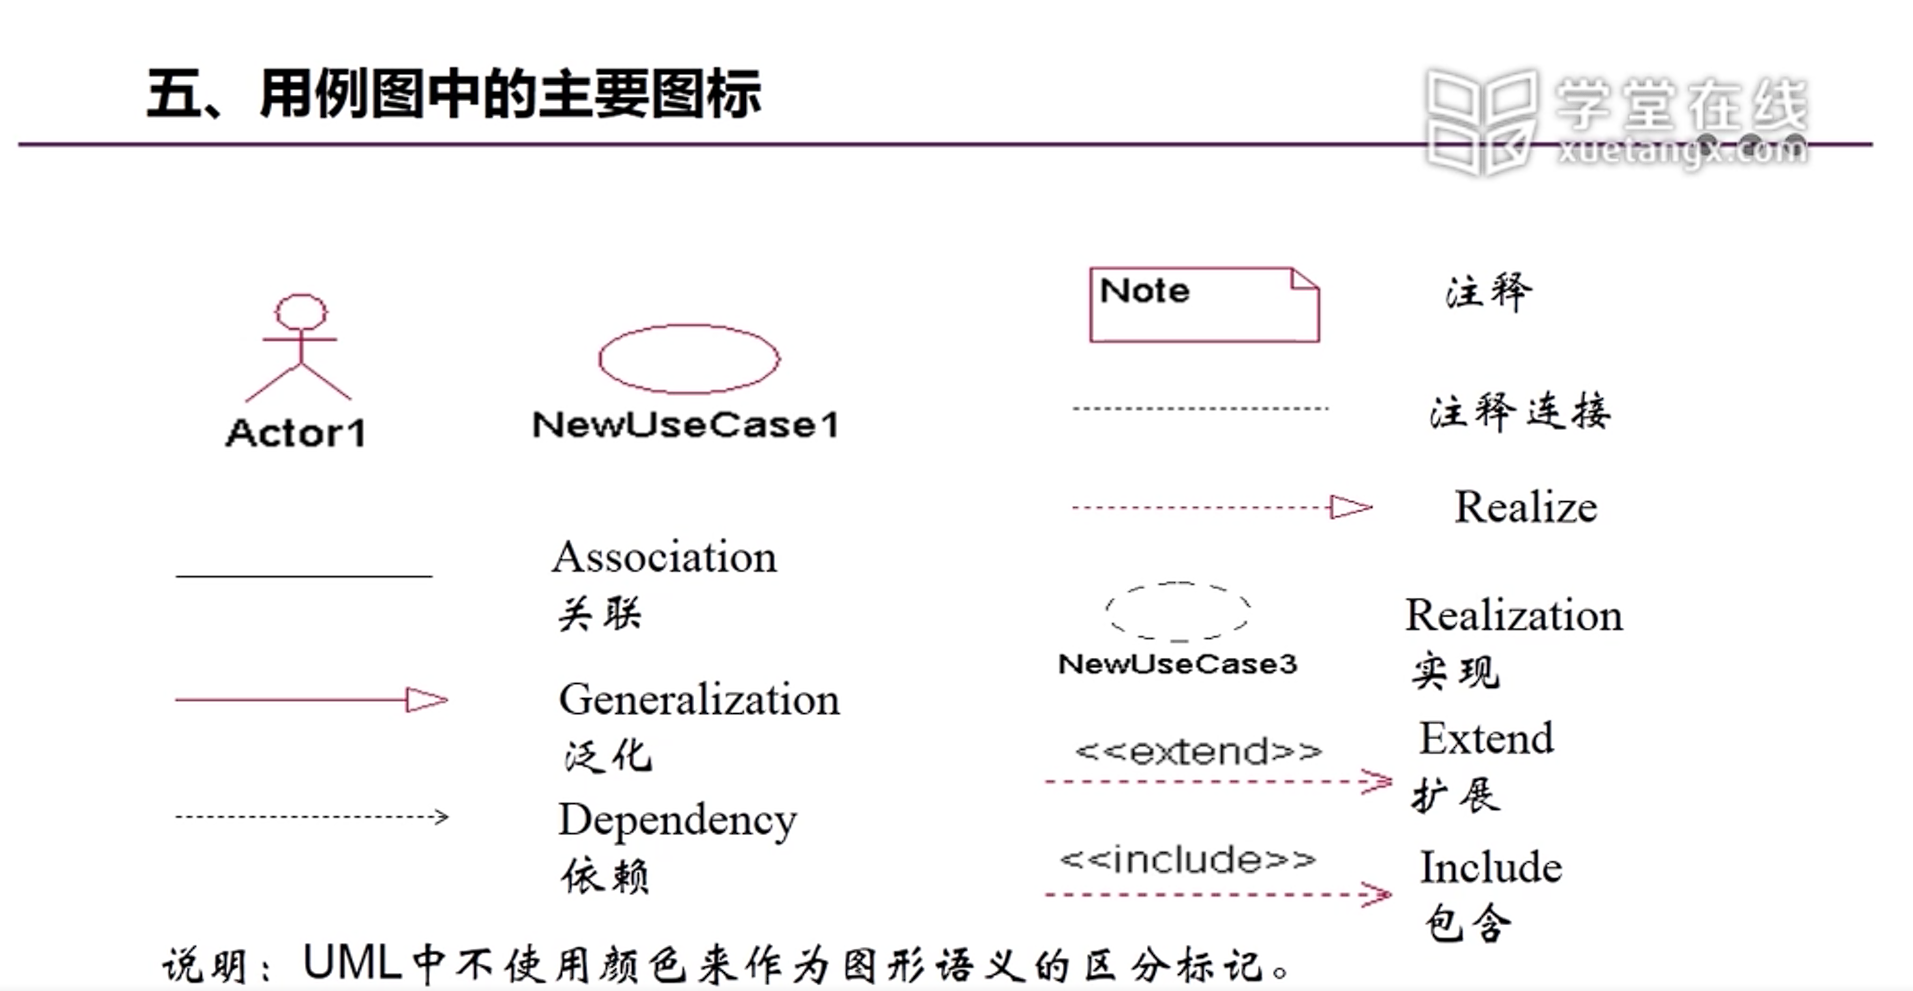 五、用例图中的主要图标
学堂在线
xuetangx.com
Actor1
NewUseCase1
Association
关联
Generalization
泛化
Dependency
依赖
Note
注释
注释连接
Realize
NewUseCase3
Realization
实现
<<extend>>
Extend
扩展
<<include>>
Include
包含
说明：UML中不使用颜色来作为图形语义的区分标记。